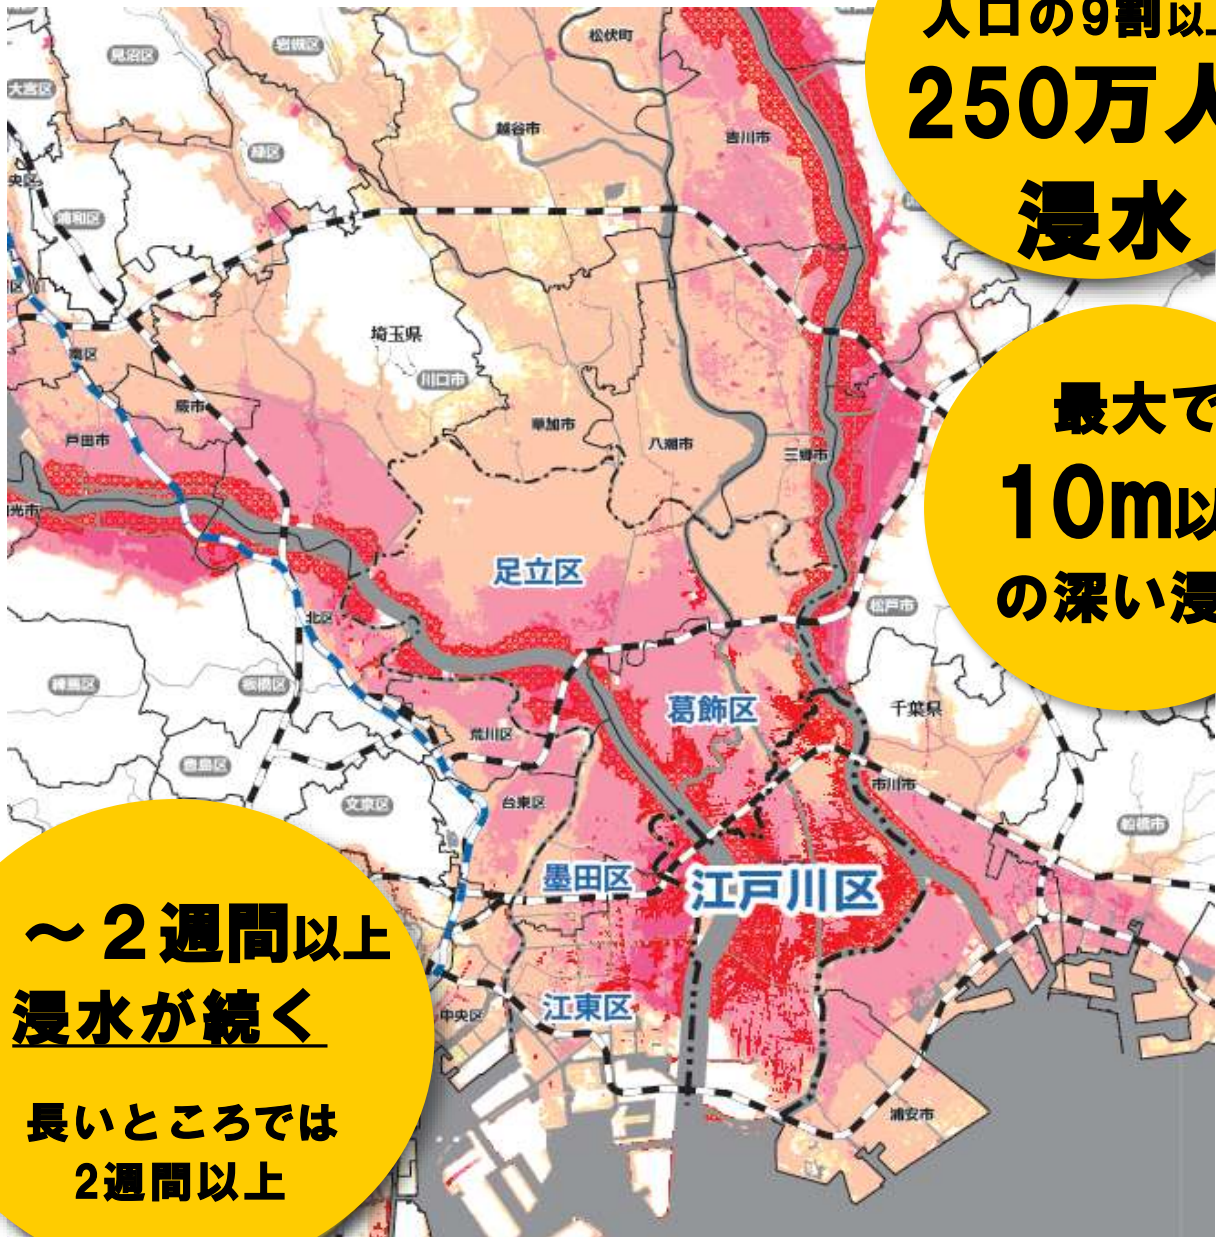 人口の9割以上
250万人
浸水
最大で
10m以
の深い浸
～2週間以上
浸水が続く
長いところでは
2週間以上
松伏町
岩槻区
見沼区
大宮区
越谷市
吉川市
緑区
央区
浦和区
埼玉県
南区
川口市
蕨市
草加市
戸田市
八潮市
三郷市
光市
足立区
松戸市
北区
練馬区
板橋区
葛飾区
千葉県
荒川区
豊島区
市川市
文京区
台東区
船橋市
墨田区
江戸川区
江東区
中央区
浦安市